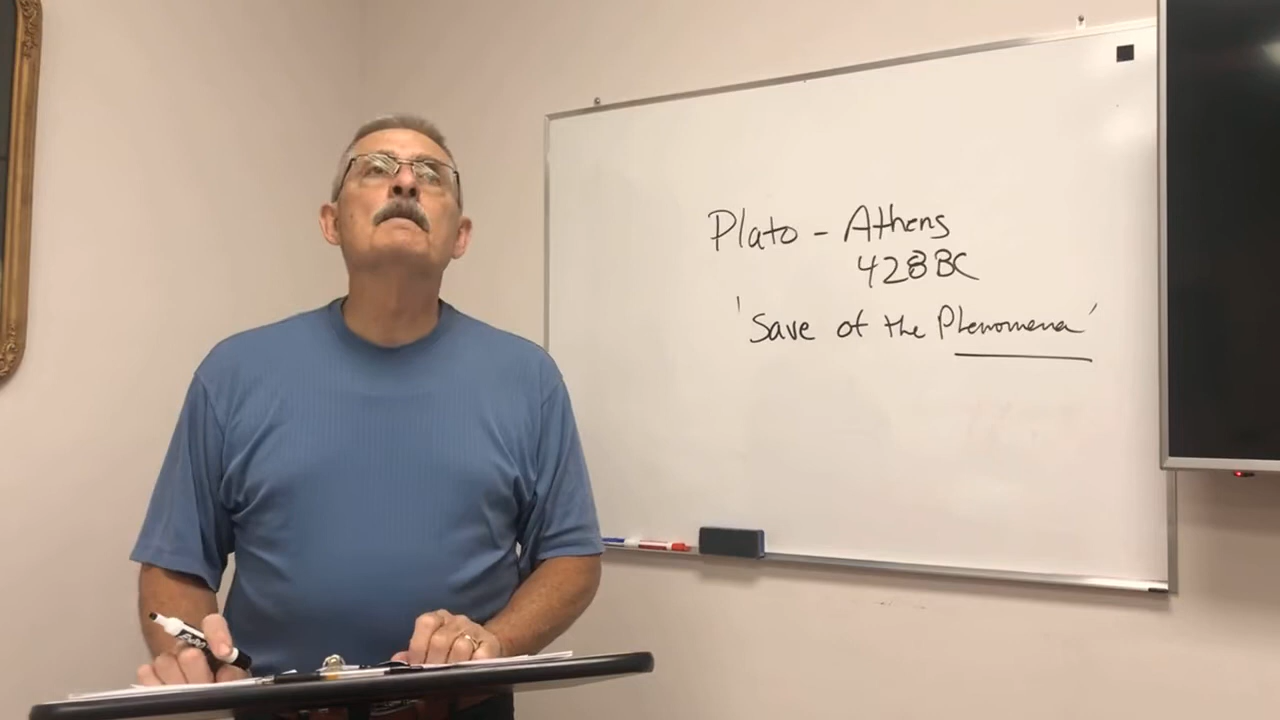 Plato - Athens
428 BC
'Save of the Phenomena'